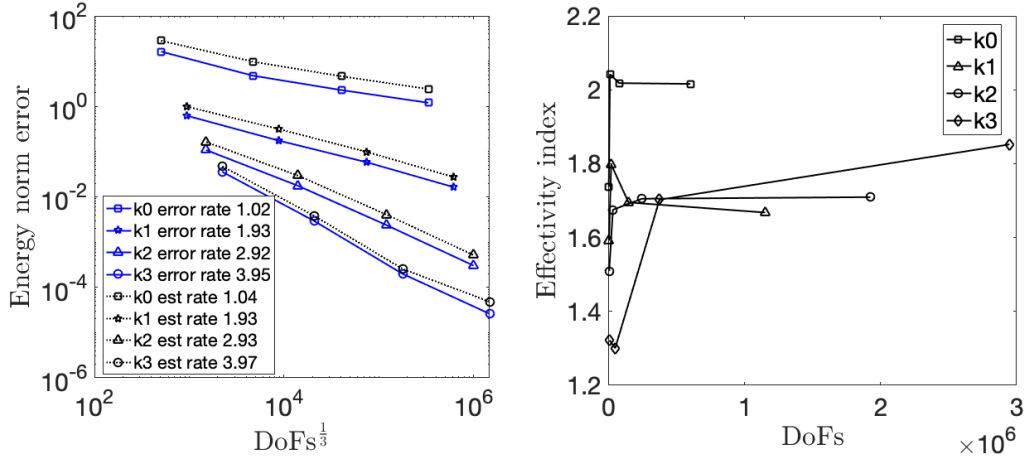 10^2
10^0
10^-2
10^-4
10^-6
Energy norm error
k0 error rate 1.02
k1 error rate 1.93
k2 error rate 2.92
k3 error rate 3.95
k0 est rate 1.04
k1 est rate 1.93
k2 est rate 2.93
k3 est rate 3.97
10^2 10^4 10^6
DoFs^1/3
2.2
2
1.8
1.6
1.4
1.2
Effectivity index
k0
k1
k2
k3
0 1 2 3
DoFs
×10^6